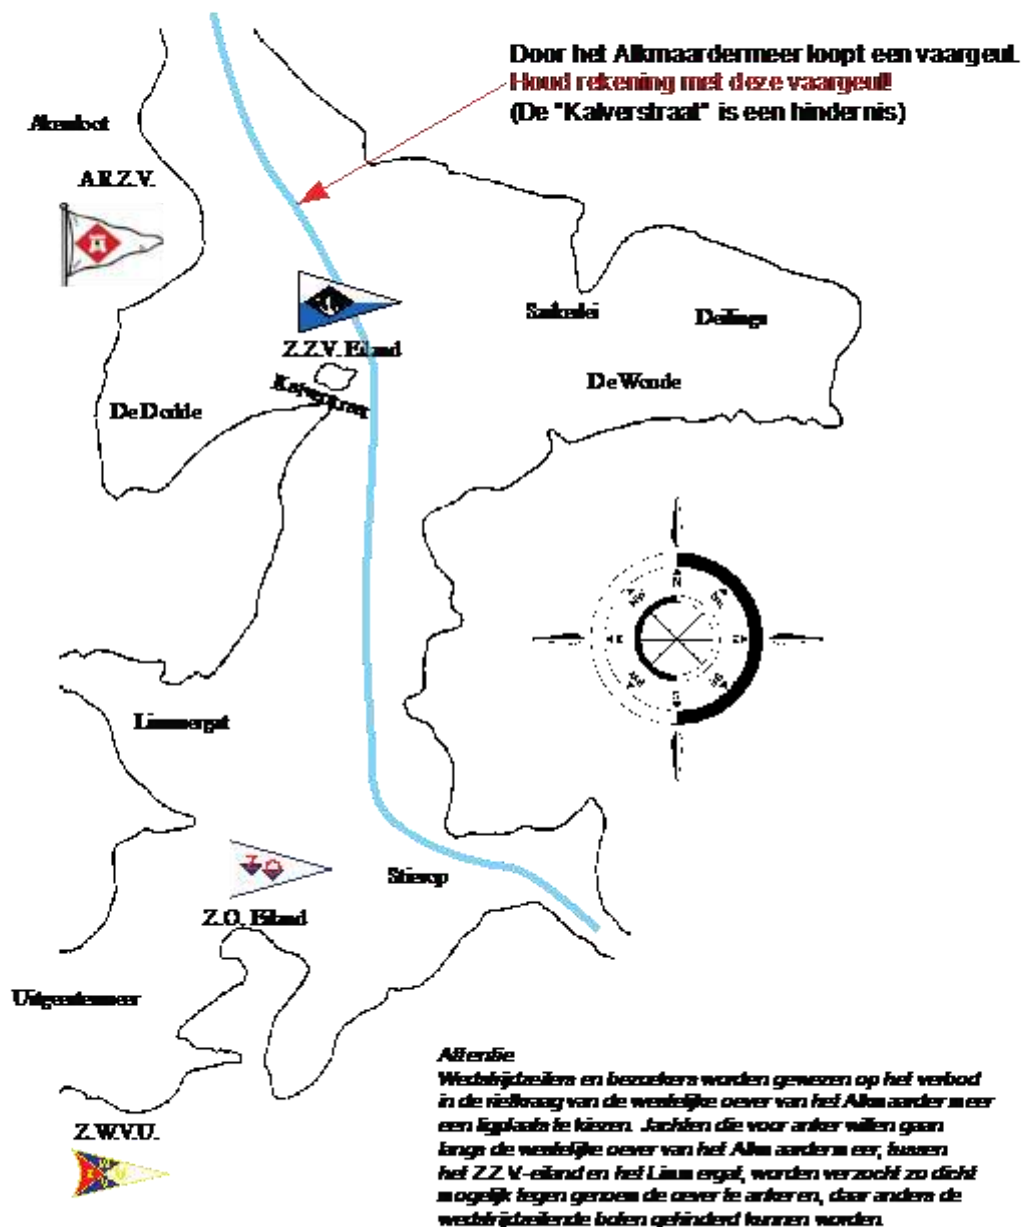 Door het Alkmaardermeer loopt een vaargeul.
Houd rekening met deze vaargeul!
(De "Kalverstraat" is een hindernis)
Akersloot
A.R.Z.V.
Z.Z.V. Eiland
Kalverstraat
De Dodde
Saskerlei
De Woude
Limmergat
Stierop
Z.O. Eiland
Uitgeestermeer
Z.W.V.U.
N
Attentie
Wedstrijdzeilers en bezoekers worden gewezen op het verbod
in de rietkraag van de westelijke oever van het Alkmaarder meer
een ligplaats te kiezen. Jachten die voor anker willen gaan
langs de westelijke oever van het Alkmaardermeer, tussen
het Z.Z.V.-eiland en het Limmergat, worden verzocht zo dicht
mogelijk tegen genoemde oever te ankeren, daar anders de
wedstrijdzeilende boten gehinderd kunnen worden.